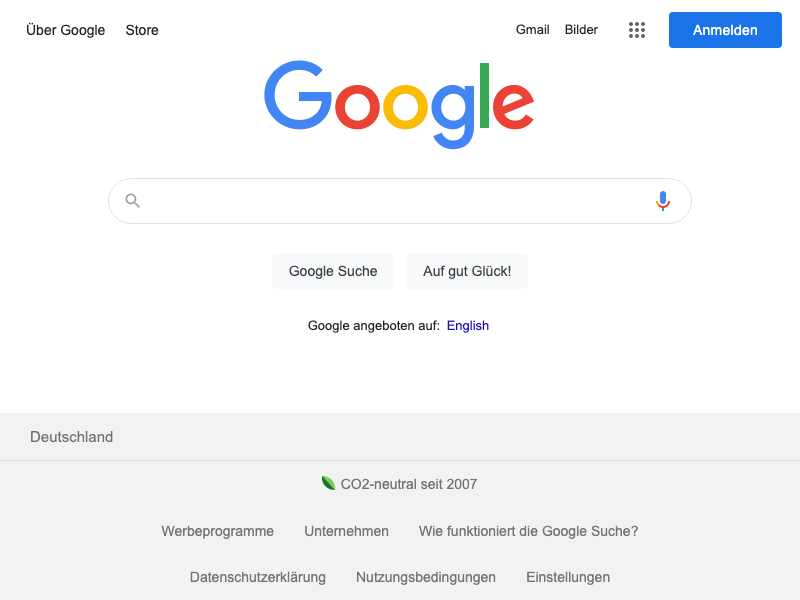 Über Google Store Gmail Bilder Anmelden
Google
Google Suche Auf gut Glück!
Google angeboten auf: English
Deutschland
CO2-neutral seit 2007
Werbeprogramme Unternehmen Wie funktioniert die Google Suche?
Datenschutzerklärung Nutzungsbedingungen Einstellungen